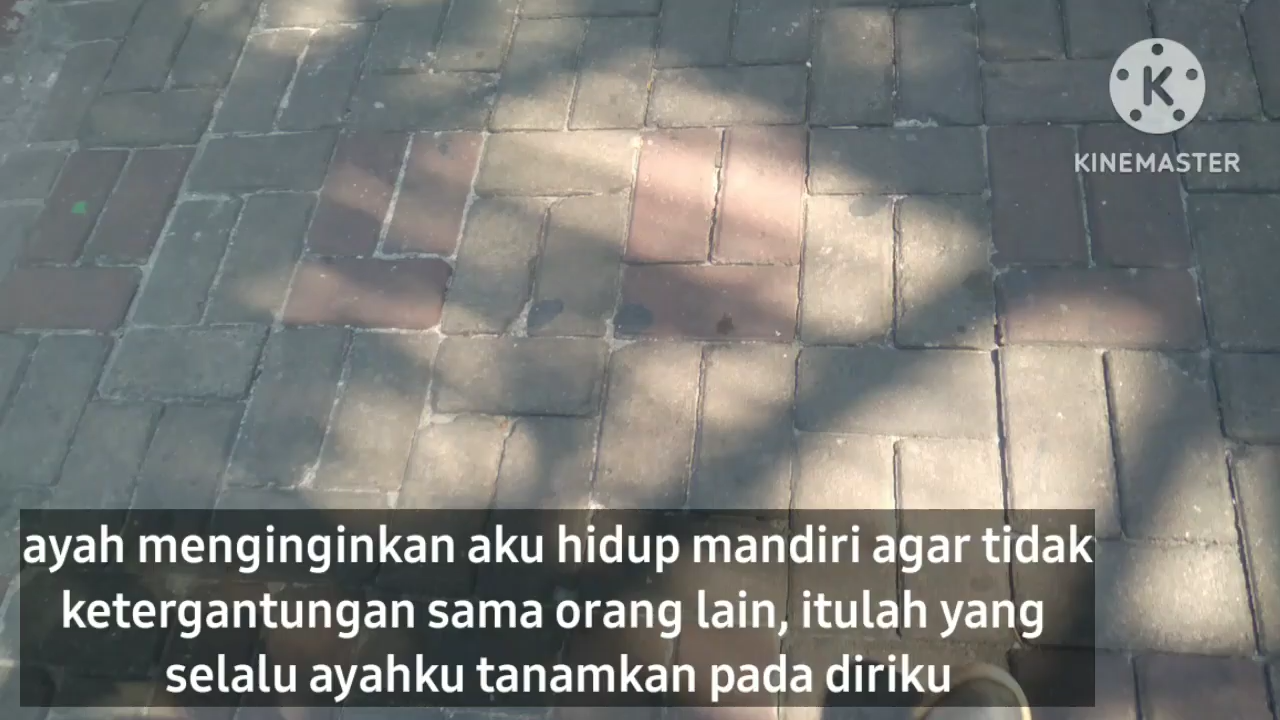 KINEMASTER
ayah menginginkan aku hidup mandiri agar tidak
ketergantungan sama orang lain, itulah yang
selalu ayahku tanamkan pada diriku